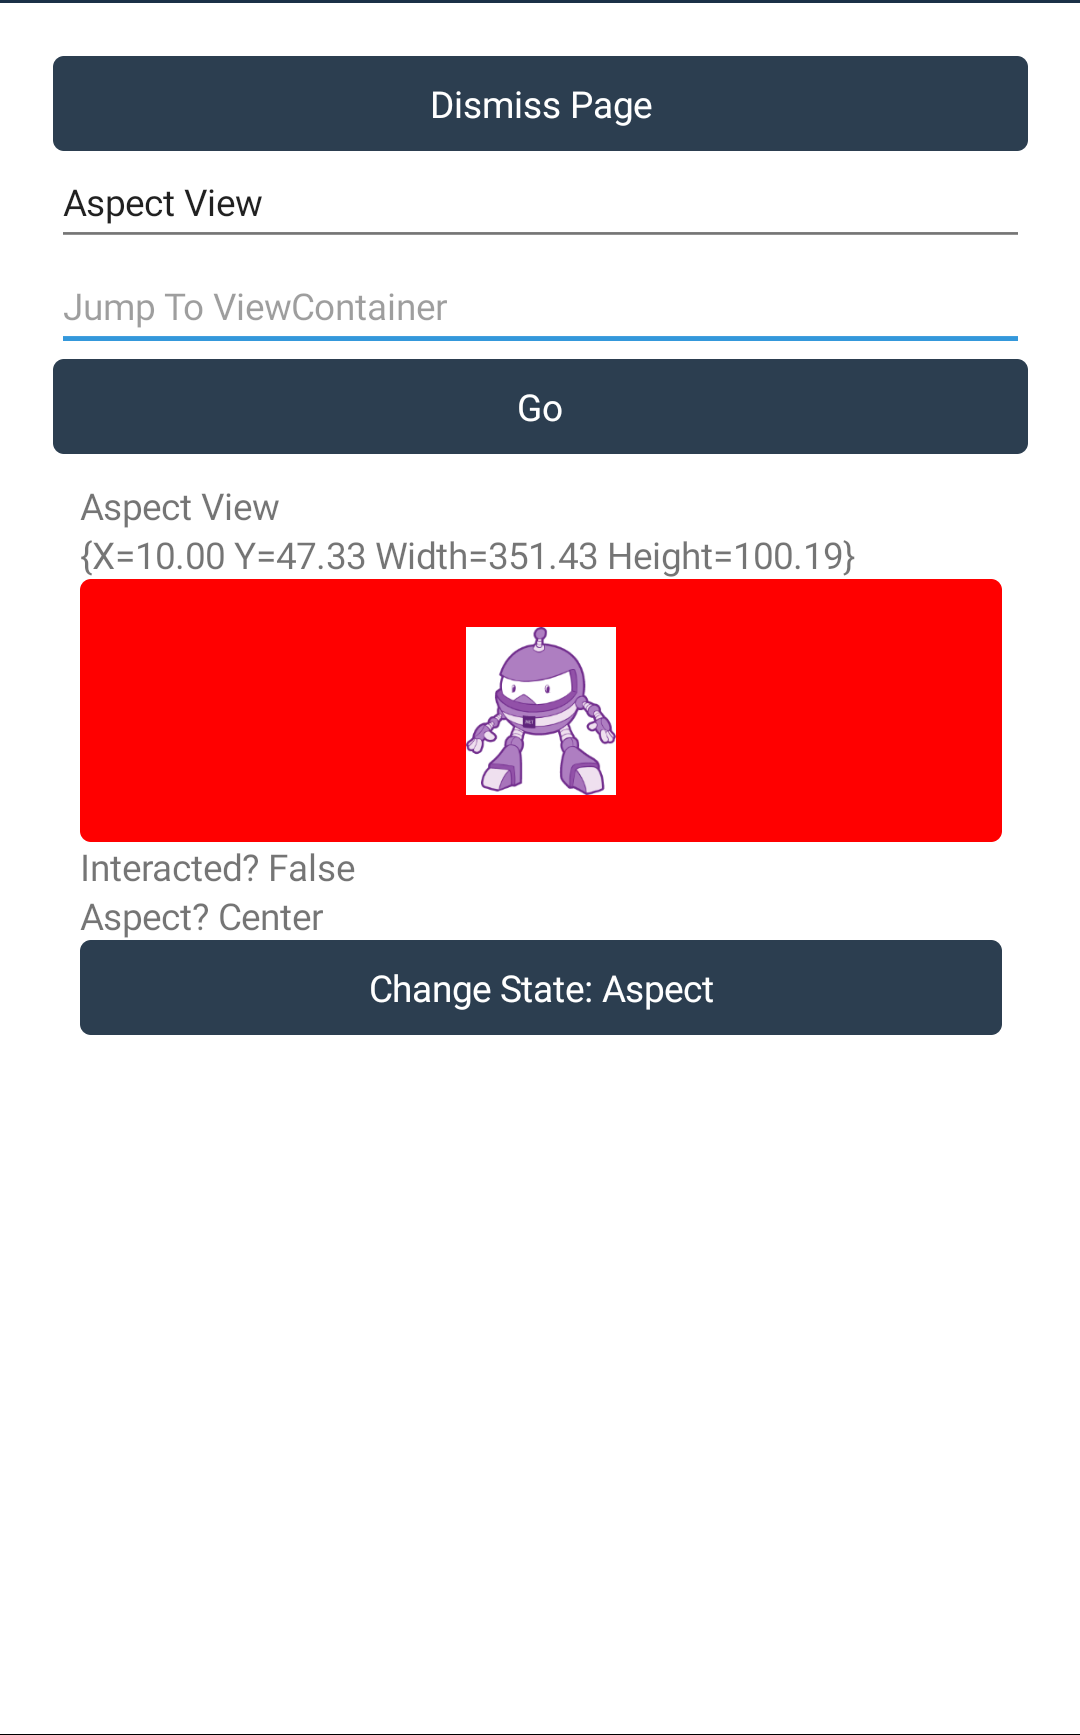 Dismiss Page
Aspect View
Jump To ViewContainer
Go
Aspect View
{X=10.00 Y=47.33 Width=351.43 Height=100.19}
Interacted? False
Aspect? Center
Change State: Aspect